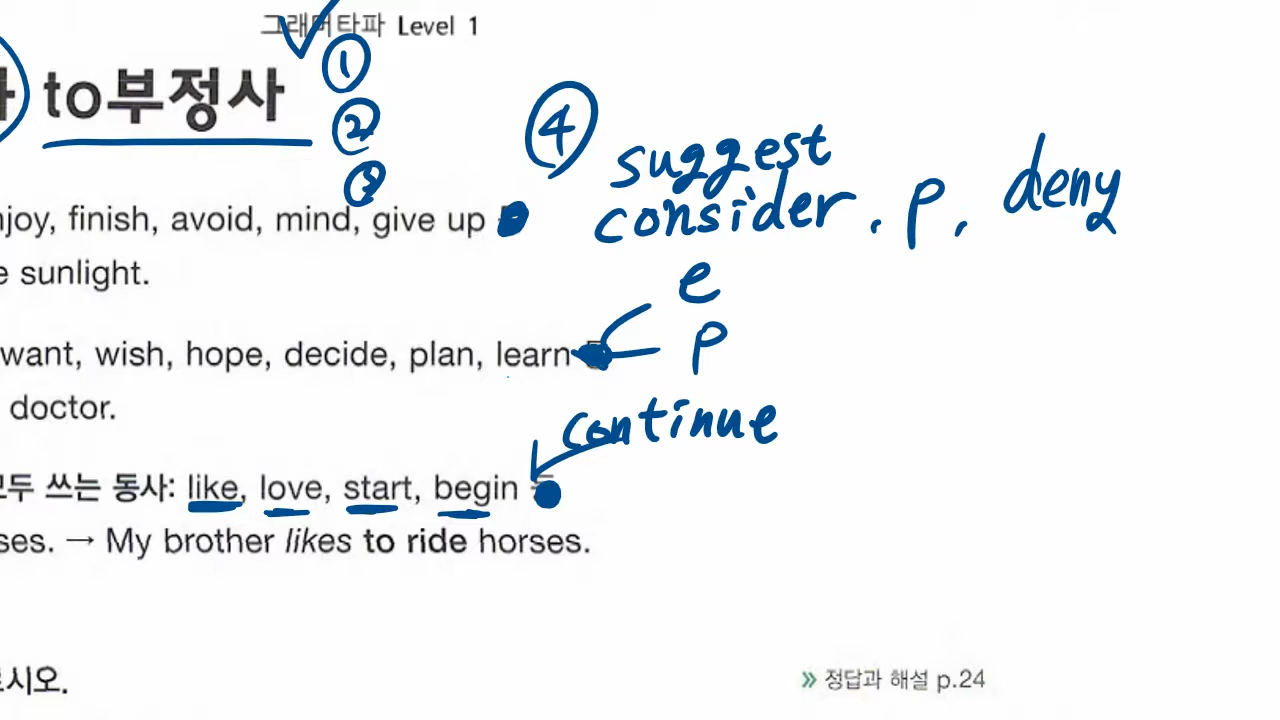 그래머타파 Level 1
①
to부정사
②
④
suggest
③
deny
consider, p,
njoy, finish, avoid, mind, give up
e
e sunlight.
p
want, wish, hope, decide, plan, learn
doctor.
continue
모두 쓰는 동사: like, love, start, begin
ses. → My brother likes to ride horses.
르시오.
» 정답과 해설 p.24